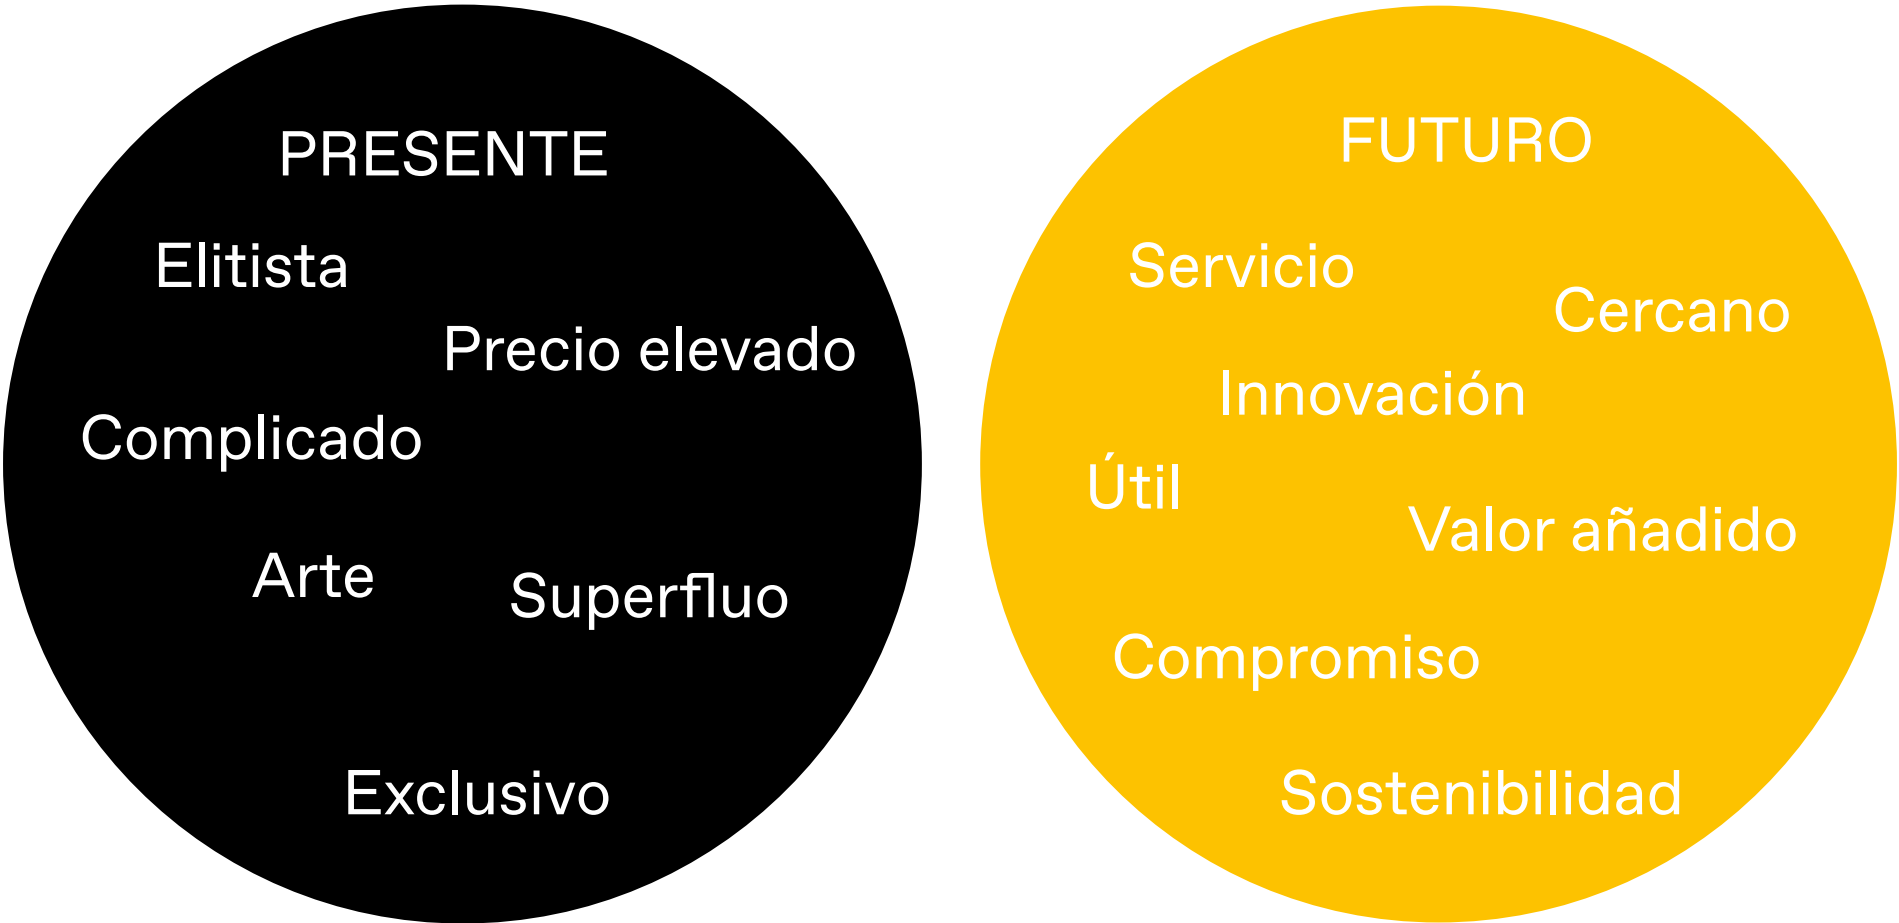 PRESENTE
Elitista
Precio elevado
Complicado
Arte
Superfluo
Exclusivo
FUTURO
Servicio
Cercano
Innovación
Útil
Valor añadido
Compromiso
Sostenibilidad